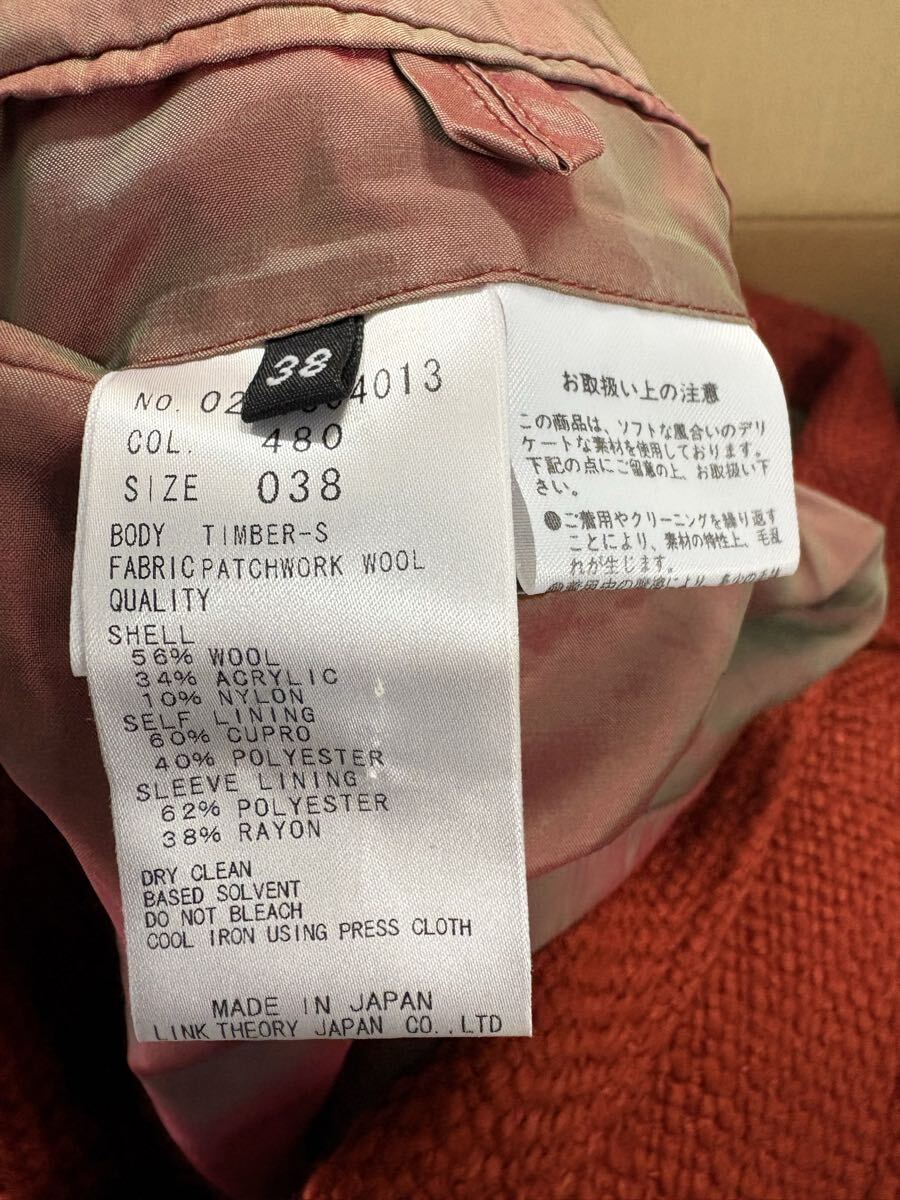 38
NO. 02 4013
COL. 480
SIZE 038
BODY TIMBER-S
FABRIC PATCHWORK WOOL
QUALITY
SHELL
56% WOOL
34% ACRYLIC
10% NYLON
SELF LINING
60% CUPRO
40% POLYESTER
SLEEVE LINING
62% POLYESTER
38% RAYON
DRY CLEAN
BASED SOLVENT
DO NOT BLEACH
COOL IRON USING PRESS CLOTH
MADE IN JAPAN
LINK THEORY JAPAN CO.,LTD
お取扱い上の注意
この商品は、ソフトな風合いのデリ
ケートな素材を使用しております。
下記の点にご留意の上、お取扱い下
さい。
●ご着用やクリーニングを繰り返す
ことにより、素材の特性上、毛乱
れが生じます。